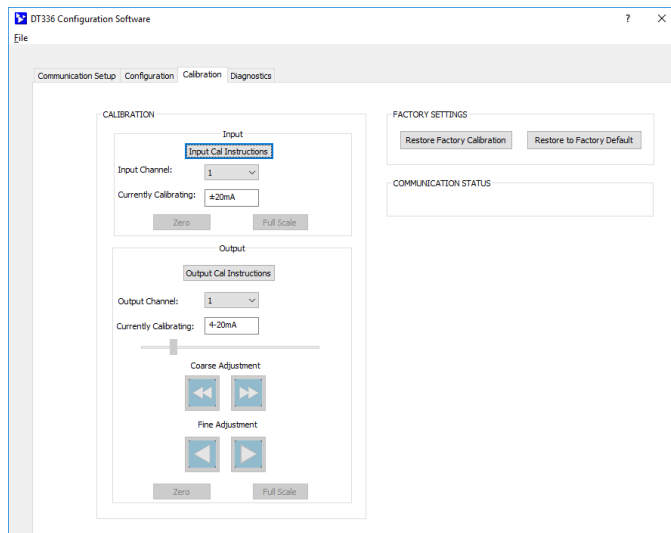 DT336 Configuration Software
?
File
Communication Setup Configuration Calibration Diagnostics
CALIBRATION
Input
Input Cal Instructions
Input Channel: 1
Currently Calibrating: ±20mA
Zero Full Scale
Output
Output Cal Instructions
Output Channel: 1
Currently Calibrating: 4-20mA
Coarse Adjustment
Fine Adjustment
Zero Full Scale
FACTORY SETTINGS
Restore Factory Calibration Restore to Factory Default
COMMUNICATION STATUS